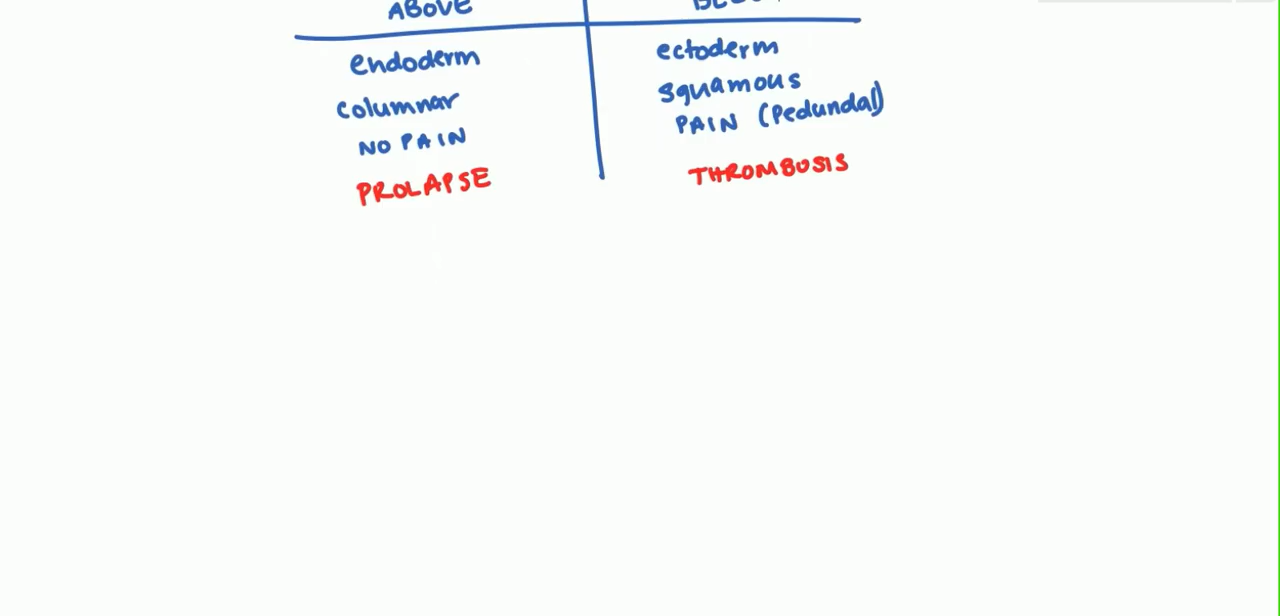 ABOVE
endoderm
ectoderm
columnar
squamous
NO PAIN
PAIN (Pedundal)
PROLAPSE
THROMBOSIS